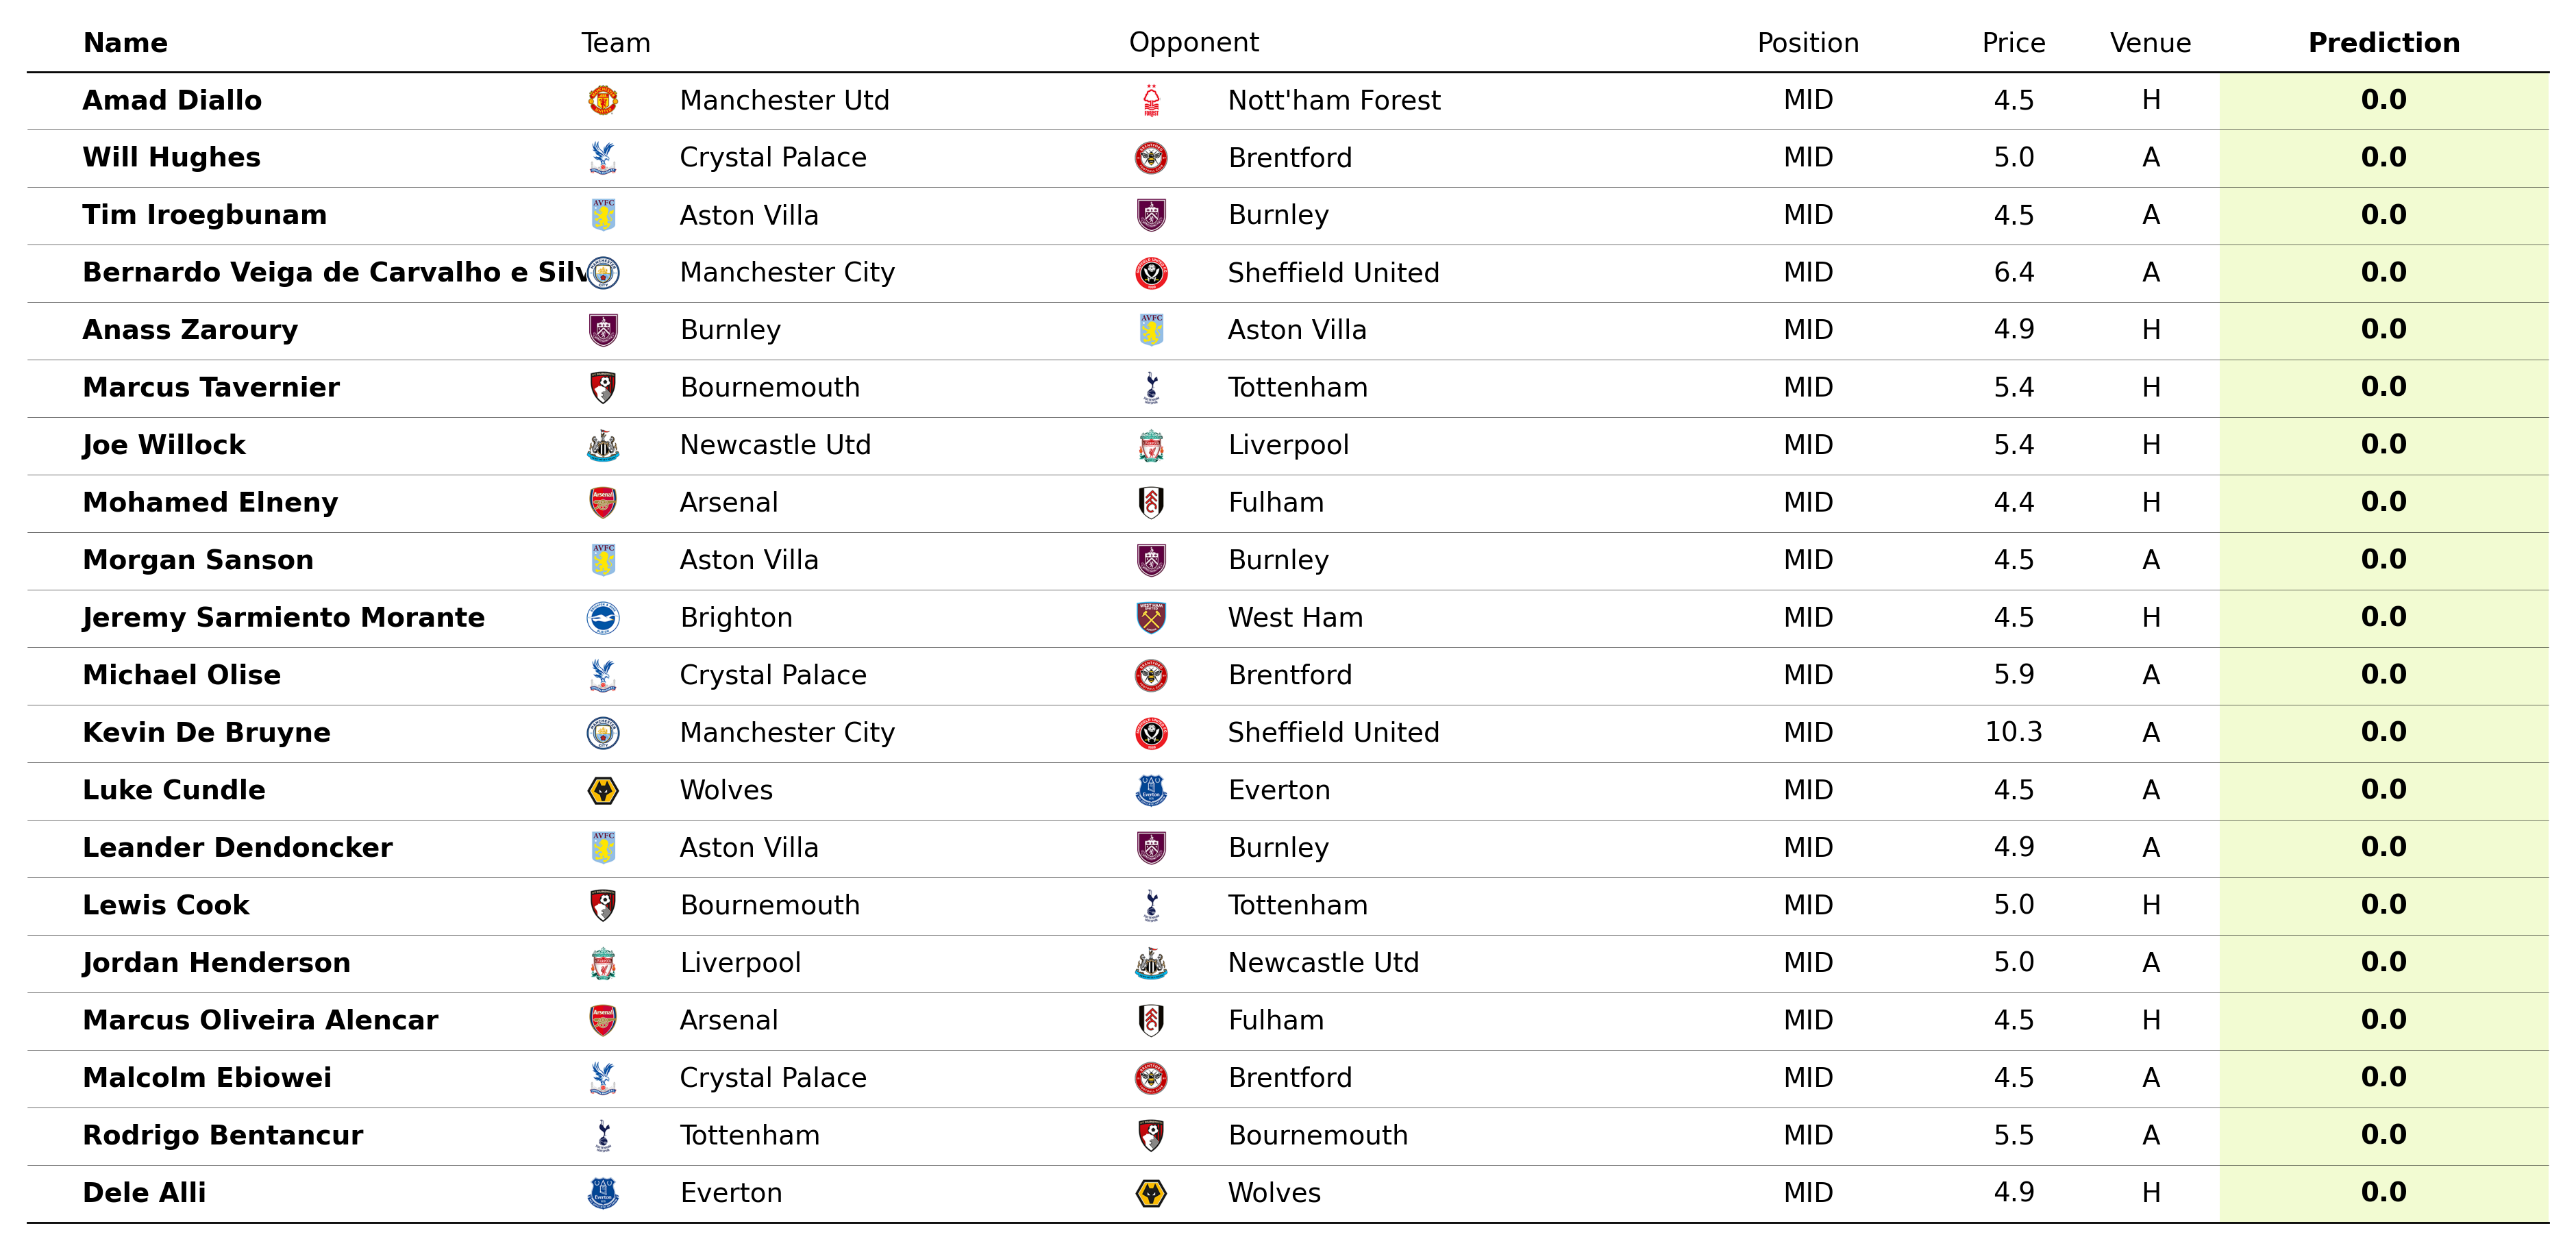 Name Team Opponent Position Price Venue Prediction
Amad Diallo Manchester Utd Nott'ham Forest MID 4.5 H 0.0
Will Hughes Crystal Palace Brentford MID 5.0 A 0.0
Tim Iroegbunam Aston Villa Burnley MID 4.5 A 0.0
Bernardo Veiga de Carvalho e Silv Manchester City Sheffield United MID 6.4 A 0.0
Anass Zaroury Burnley Aston Villa MID 4.9 H 0.0
Marcus Tavernier Bournemouth Tottenham MID 5.4 H 0.0
Joe Willock Newcastle Utd Liverpool MID 5.4 H 0.0
Mohamed Elneny Arsenal Fulham MID 4.4 H 0.0
Morgan Sanson Aston Villa Burnley MID 4.5 A 0.0
Jeremy Sarmiento Morante Brighton West Ham MID 4.5 H 0.0
Michael Olise Crystal Palace Brentford MID 5.9 A 0.0
Kevin De Bruyne Manchester City Sheffield United MID 10.3 A 0.0
Luke Cundle Wolves Everton MID 4.5 A 0.0
Leander Dendoncker Aston Villa Burnley MID 4.9 A 0.0
Lewis Cook Bournemouth Tottenham MID 5.0 H 0.0
Jordan Henderson Liverpool Newcastle Utd MID 5.0 A 0.0
Marcus Oliveira Alencar Arsenal Fulham MID 4.5 H 0.0
Malcolm Ebiowei Crystal Palace Brentford MID 4.5 A 0.0
Rodrigo Bentancur Tottenham Bournemouth MID 5.5 A 0.0
Dele Alli Everton Wolves MID 4.9 H 0.0